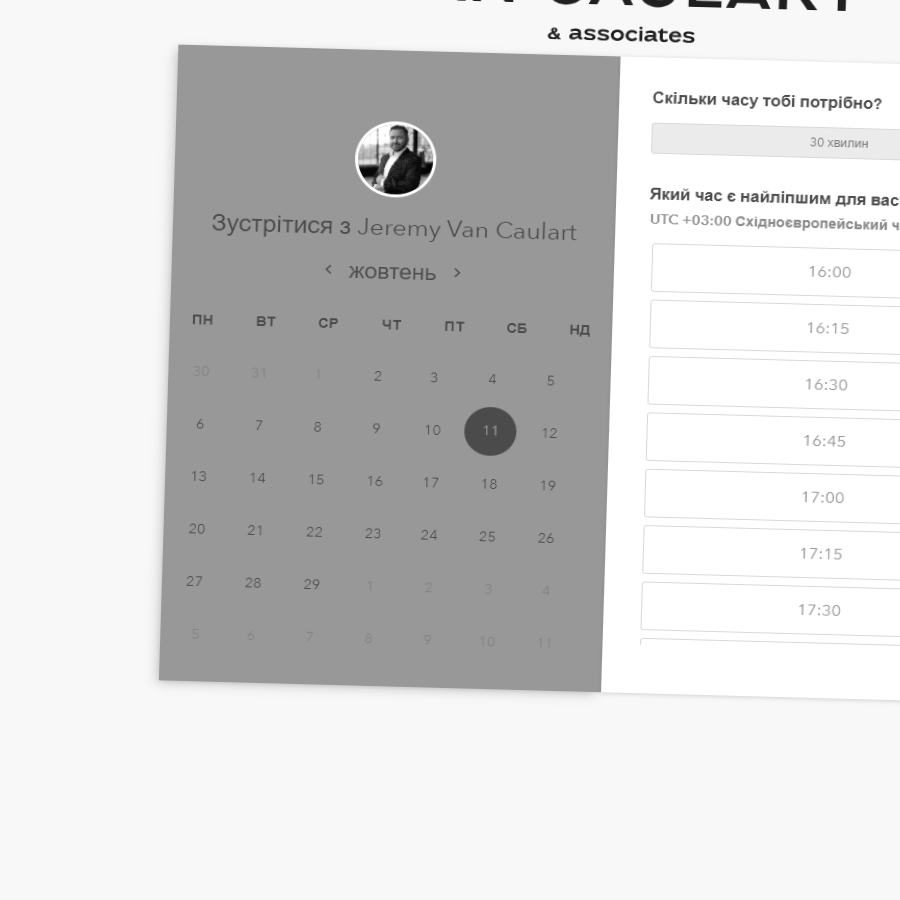 & associates
Зустрітися з Jeremy Van Caulart
жовтень
ПН ВТ СР ЧТ ПТ СБ НД
30 31 1 2 3 4 5
6 7 8 9 10 11 12
13 14 15 16 17 18 19
20 21 22 23 24 25 26
27 28 29 1 2 3 4
5 6 7 8 9 10 11
Скільки часу тобі потрібно?
30 хвилин
Який час є найліпшим для вас
UTC +03:00 Східноєвропейський
16:00
16:15
16:30
16:45
17:00
17:15
17:30